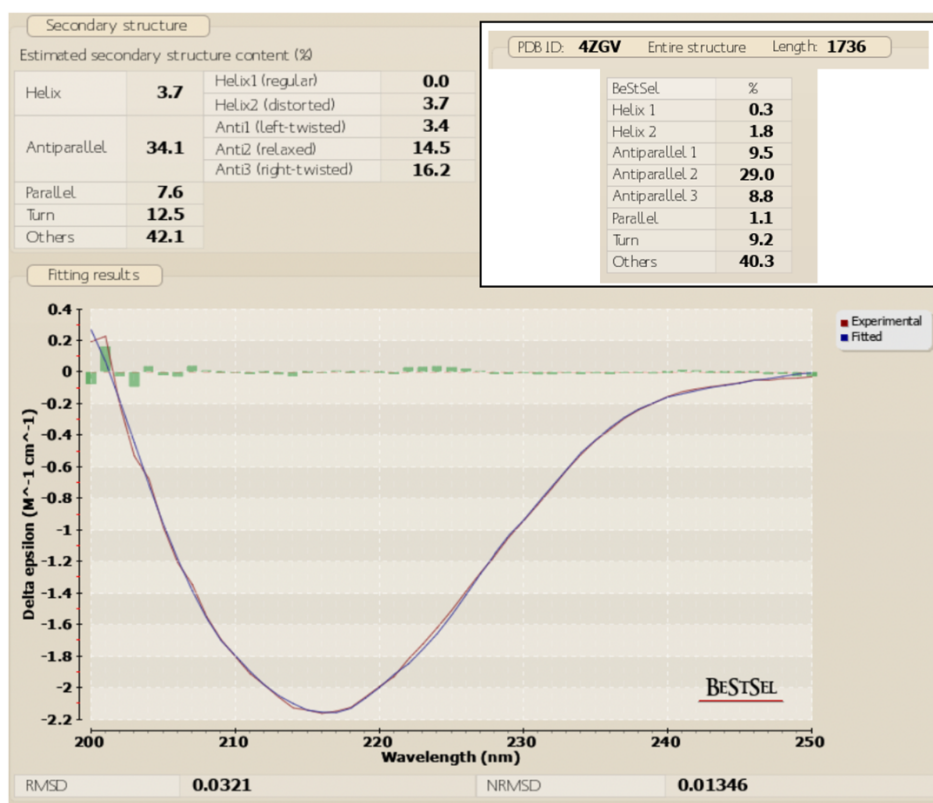 Secondary structure
Estimated secondary structure content (%)
Helix 3.7 Helix1 (regular) 0.0
Helix2 (distorted) 3.7
Antiparallel 34.1 Anti1 (left-twisted) 3.4
Anti2 (relaxed) 14.5
Anti3 (right-twisted) 16.2
Parallel 7.6
Turn 12.5
Others 42.1
PDB ID: 4ZGV Entire structure Length: 1736
BeStSel %
Helix 1 0.3
Helix 2 1.8
Antiparallel 1 9.5
Antiparallel 2 29.0
Antiparallel 3 8.8
Parallel 1.1
Turn 9.2
Others 40.3
Fitting results
Experimental
Fitted
Delta epsilon (M^-1 cm^-1)
0.4
0.2
0
-0.2
-0.4
-0.6
-0.8
-1
-1.2
-1.4
-1.6
-1.8
-2
-2.2
BESTSEL
200 210 220 230 240 250
Wavelength (nm)
RMSD 0.0321 NRMSD 0.01346